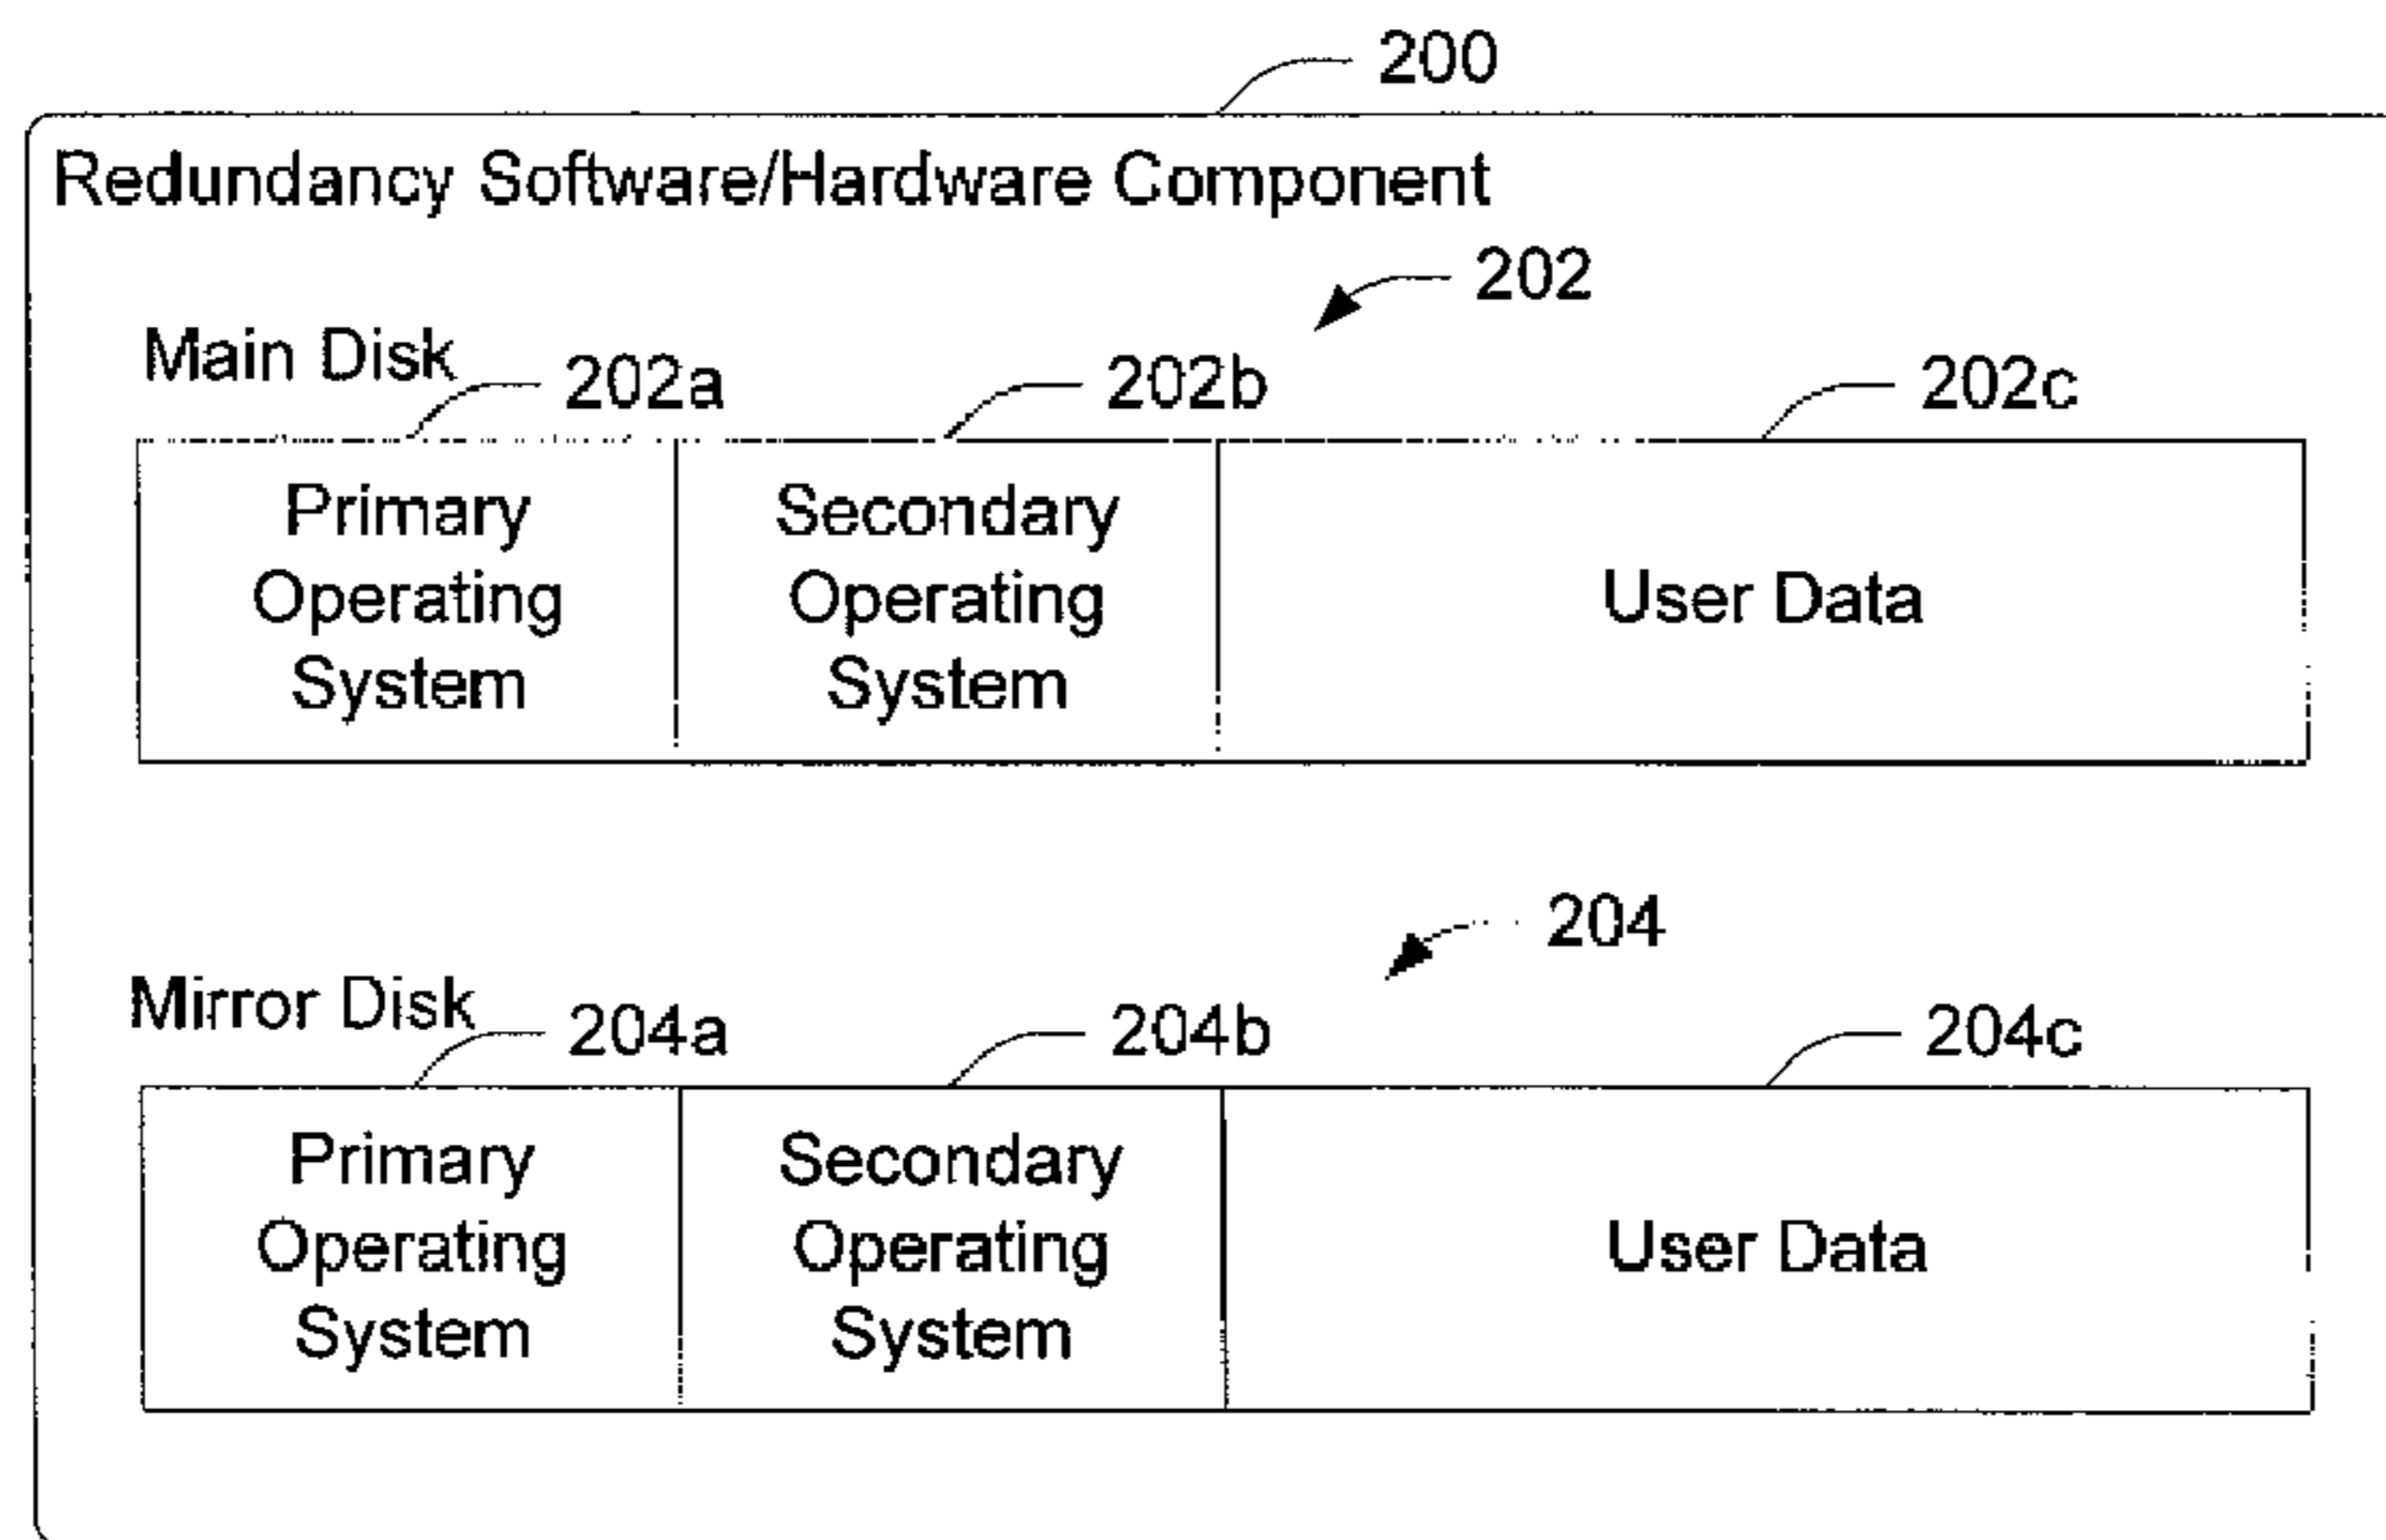 200
Redundancy Software/Hardware Component
202
Main Disk
202a
202b
202c
Primary
Operating
System
Secondary
Operating
System
User Data
204
Mirror Disk
204a
204b
204c
Primary
Operating
System
Secondary
Operating
System
User Data